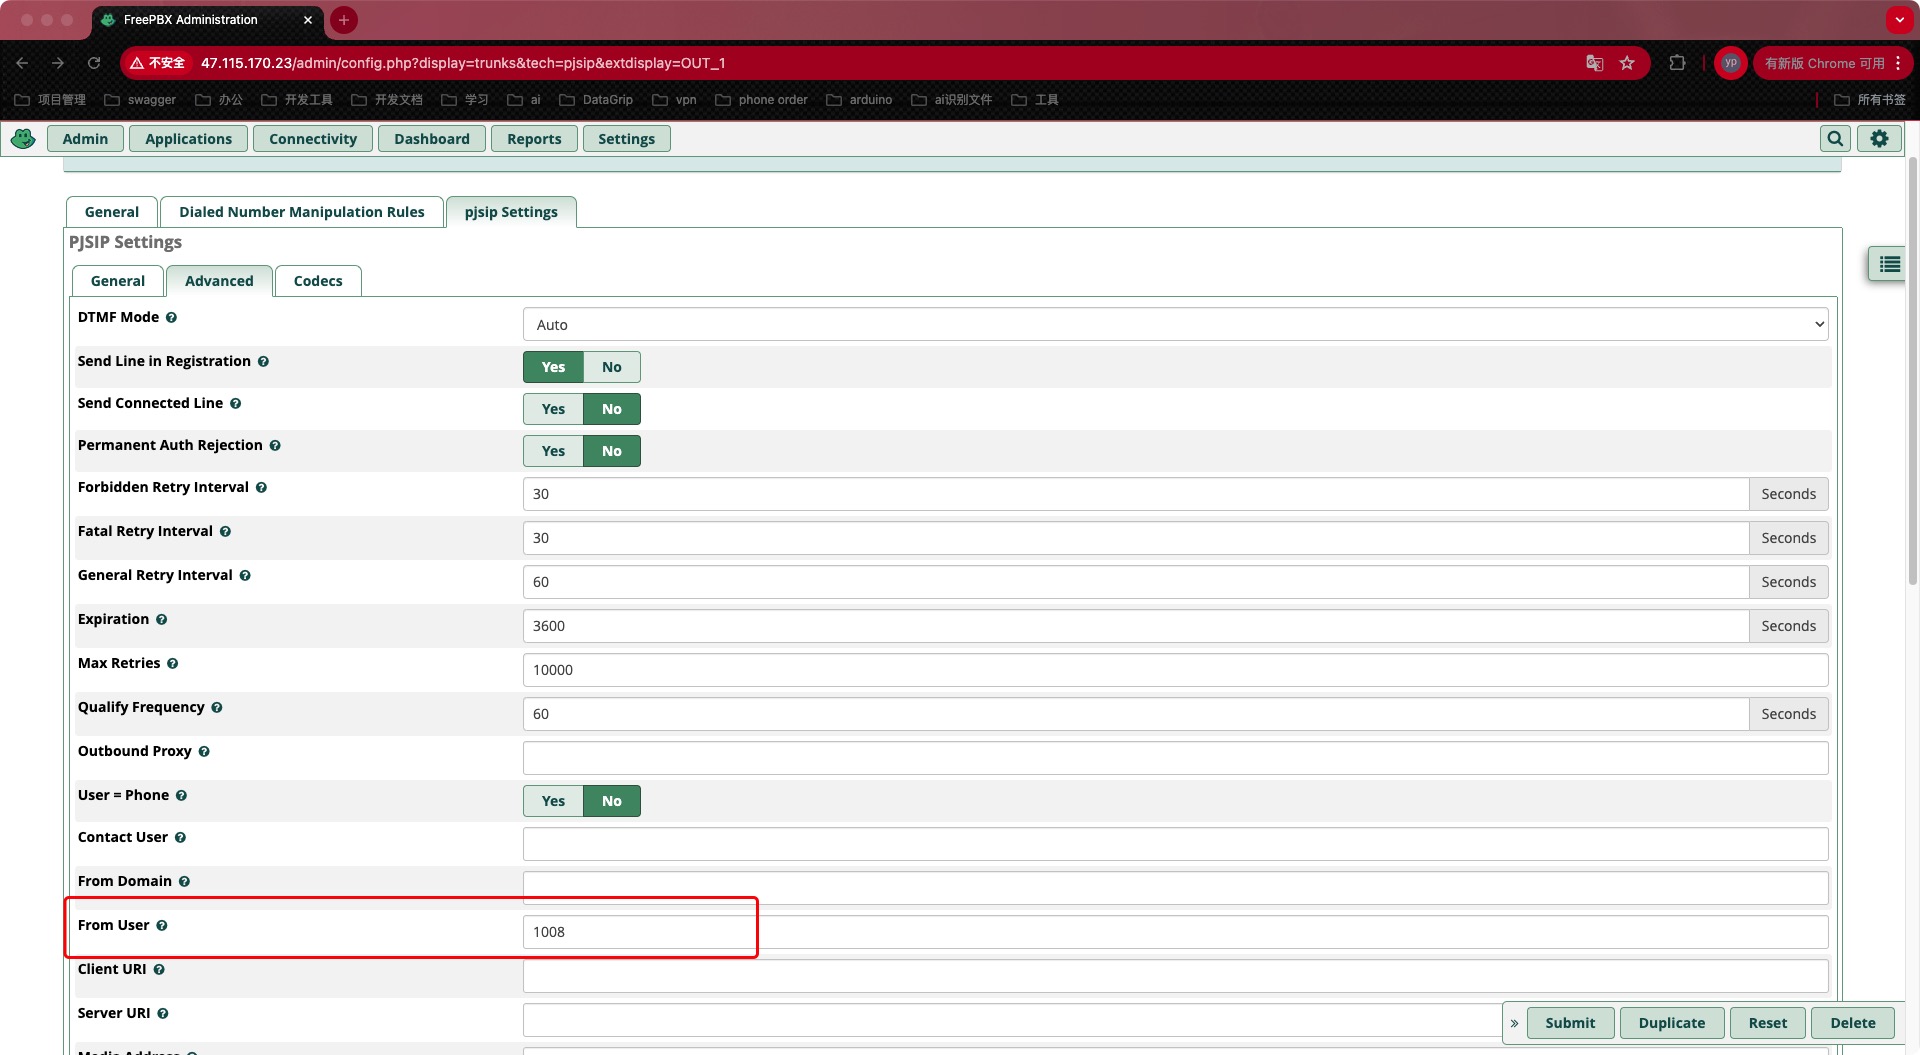 FreePBX Administration
不安全 47.115.170.23/admin/config.php?display=trunks&tech=pjsip&extdisplay=OUT_1 yp 有新版 Chrome 可用
项目管理 swagger 办公 开发工具 开发文档 学习 ai DataGrip vpn phone order arduino ai识别文件 工具 所有书签
Admin Applications Connectivity Dashboard Reports Settings
General Dialed Number Manipulation Rules pjsip Settings
PJSIP Settings
General Advanced Codecs
DTMF Mode Auto
Send Line in Registration Yes No
Send Connected Line Yes No
Permanent Auth Rejection Yes No
Forbidden Retry Interval 30 Seconds
Fatal Retry Interval 30 Seconds
General Retry Interval 60 Seconds
Expiration 3600 Seconds
Max Retries 10000
Qualify Frequency 60 Seconds
Outbound Proxy
User = Phone Yes No
Contact User
From Domain
From User 1008
Client URI
Server URI
» Submit Duplicate Reset Delete